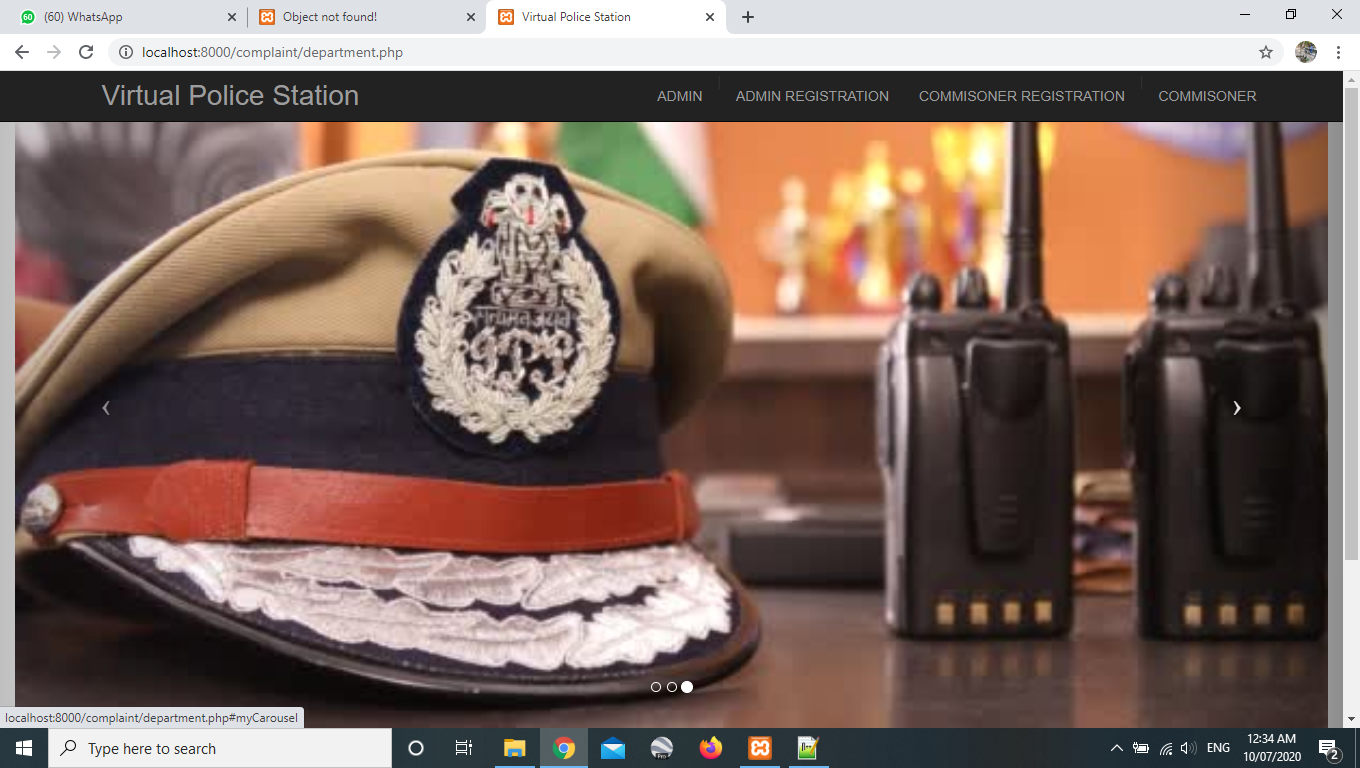 (60) WhatsApp
Object not found!
Virtual Police Station
localhost:8000/complaint/department.php
Virtual Police Station
ADMIN
ADMIN REGISTRATION
COMMISONER REGISTRATION
COMMISONER
localhost:8000/complaint/department.php#myCarousel
Type here to search
ENG
12:34 AM
10/07/2020
2